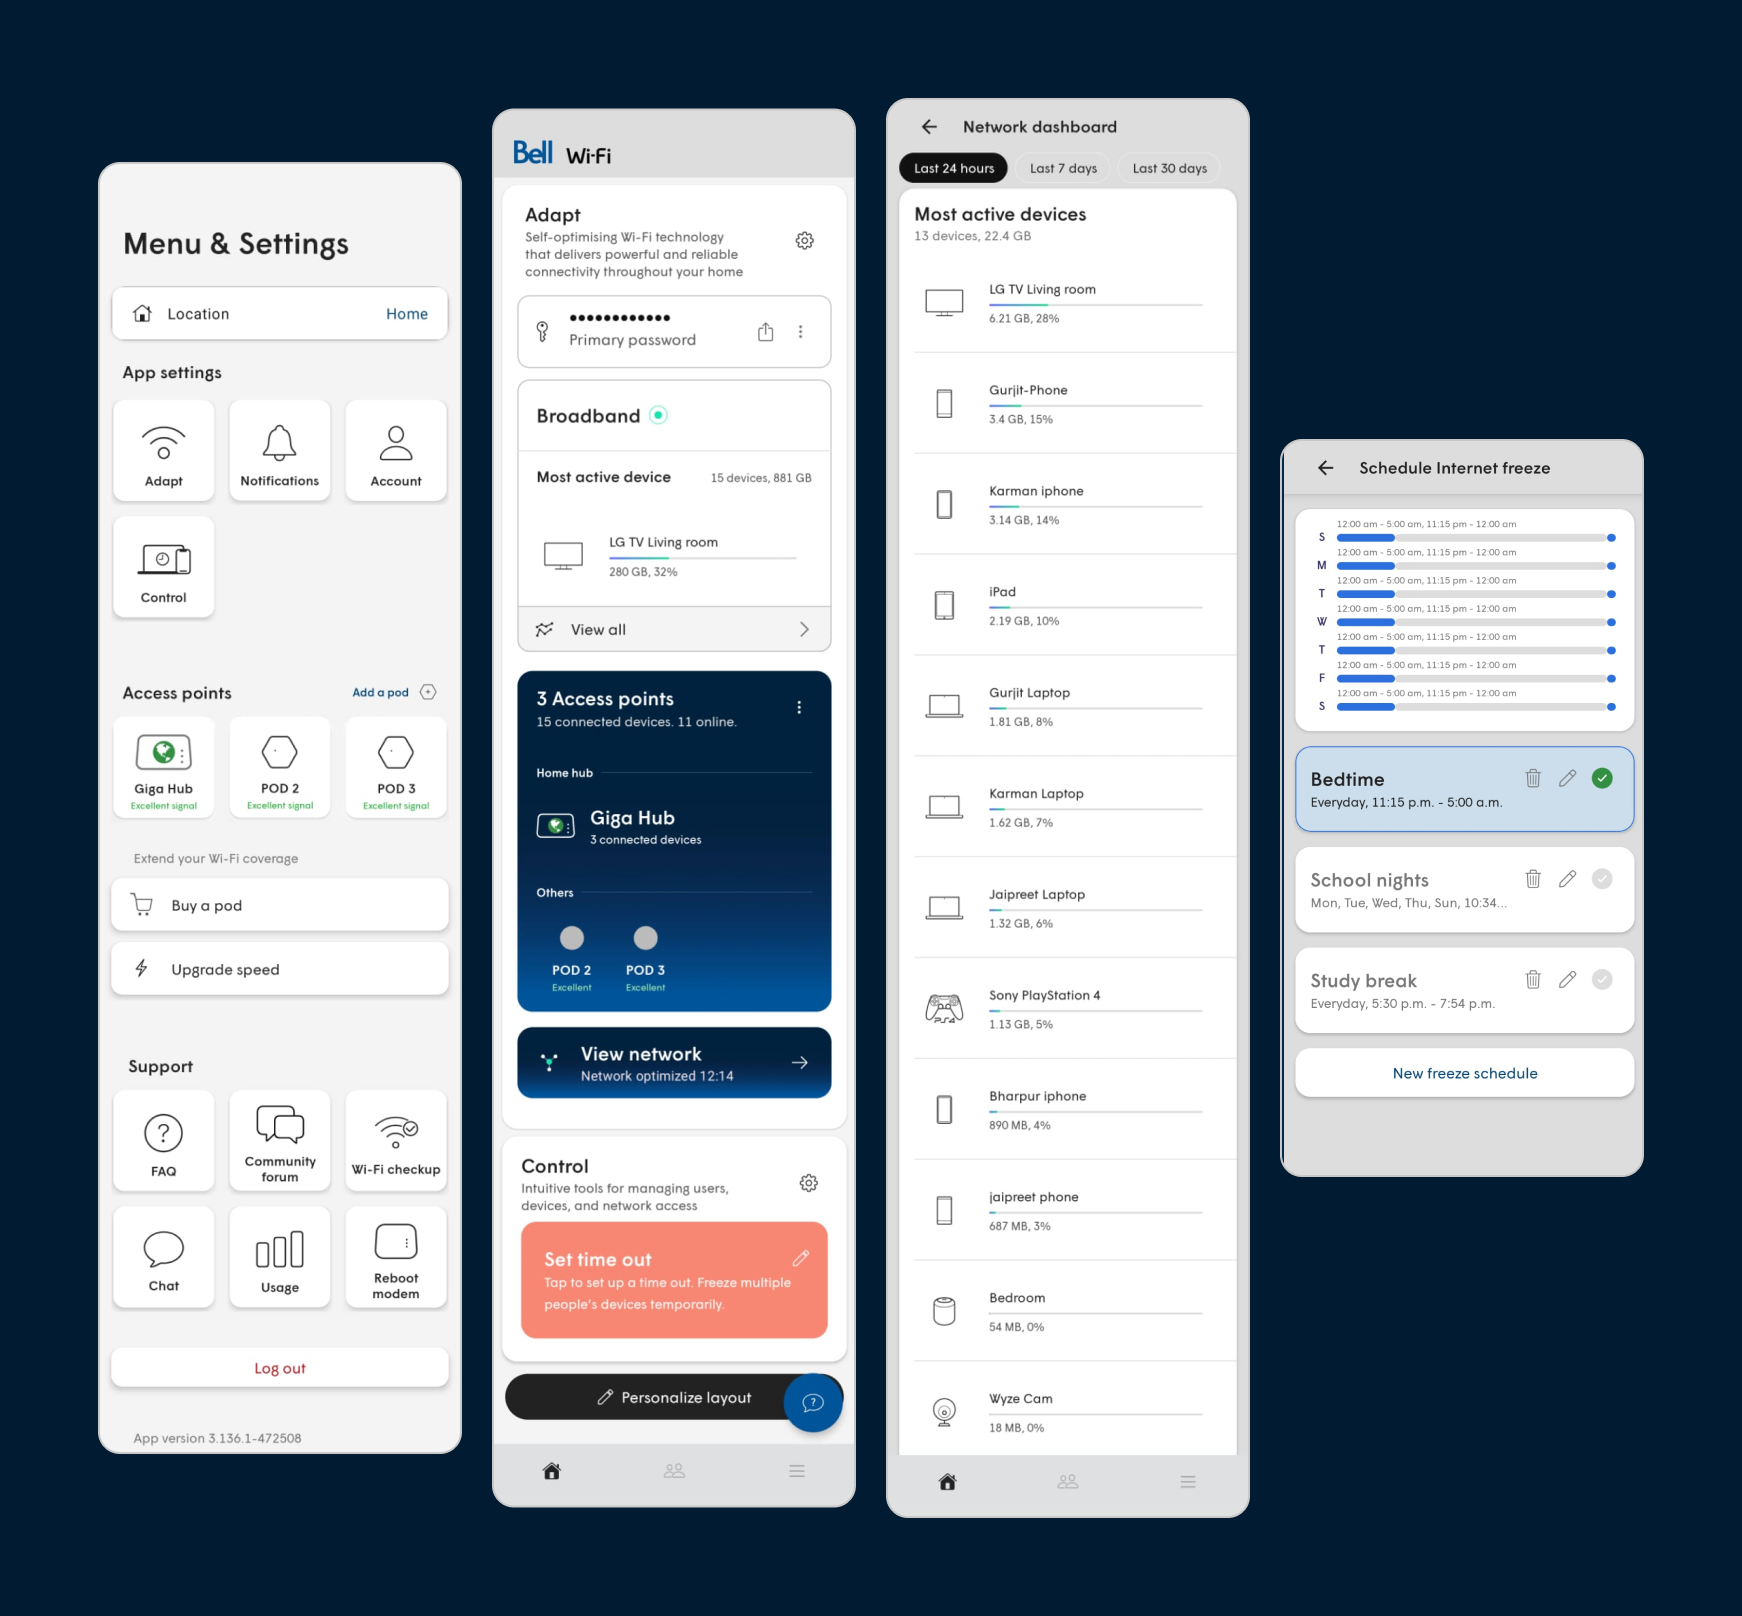 Menu & Settings
Location
Home
App settings
Adapt
Notifications
Account
Control
Access points
Add a pod
Giga Hub
Excellent signal
POD 2
Excellent signal
POD 3
Excellent signal
Extend your Wi-Fi coverage
Buy a pod
Upgrade speed
Support
FAQ
Community
forum
Wi-Fi checkup
Chat
Usage
Reboot
modem
Log out
App version 3.136.1-472508
Bell Wi-Fi
Adapt
Self-optimising Wi-Fi technology
that delivers powerful and reliable
connectivity throughout your home
●●●●●●●●●●●●
Primary password
Broadband
Most active device
15 devices, 881 GB
LG TV Living room
280 GB, 32%
View all
3 Access points
15 connected devices. 11 online.
Home hub
Giga Hub
3 connected devices
Others
POD 2
Excellent
POD 3
Excellent
View network
Network optimized 12:14
Control
Intuitive tools for managing users,
devices, and network access
Set time out
Tap to set up a time out. Freeze multiple
people's devices temporarily.
Personalize layout
?
Network dashboard
Last 24 hours
Last 7 days
Last 30 days
Most active devices
13 devices, 22.4 GB
LG TV Living room
6.21 GB, 28%
Gurjit-Phone
3.4 GB, 15%
Karman iphone
3.14 GB, 14%
iPad
2.19 GB, 10%
Gurjit Laptop
1.81 GB, 8%
Karman Laptop
1.62 GB, 7%
Jaipreet Laptop
1.32 GB, 6%
PS4
Sony PlayStation 4
1.13 GB, 5%
Bharpur iphone
890 MB, 4%
jaipreet phone
687 MB, 3%
Bedroom
54 MB, 0%
Wyze Cam
18 MB, 0%
Schedule Internet freeze
12:00 am - 5:00 am, 11:15 pm - 12:00 am
S
12:00 am - 5:00 am, 11:15 pm - 12:00 am
M
12:00 am - 5:00 am, 11:15 pm - 12:00 am
T
12:00 am - 5:00 am, 11:15 pm - 12:00 am
W
12:00 am - 5:00 am, 11:15 pm - 12:00 am
T
12:00 am - 5:00 am, 11:15 pm - 12:00 am
F
12:00 am - 5:00 am, 11:15 pm - 12:00 am
S
Bedtime
Everyday, 11:15 p.m. - 5:00 a.m.
School nights
Mon, Tue, Wed, Thu, Sun, 10:34...
Study break
Everyday, 5:30 p.m. - 7:54 p.m.
New freeze schedule